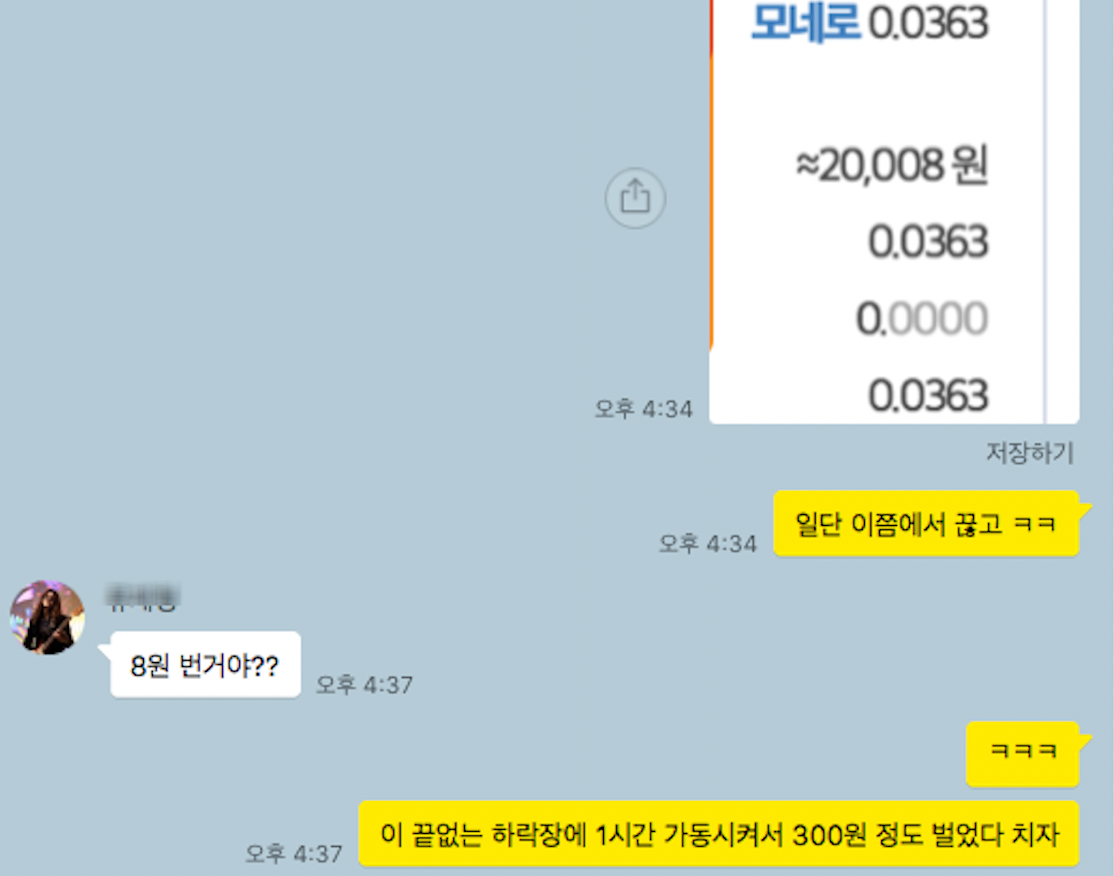 모네로 0.0363
≈20,008 원
0.0363
0.0000
0.0363
오후 4:34
저장하기
일단 이쯤에서 끊고 ㅋㅋ
오후 4:34
8원 번거야??
오후 4:37
ㅋㅋㅋ
이 끝없는 하락장에 1시간 가동시켜서 300원 정도 벌었다 치자
오후 4:37